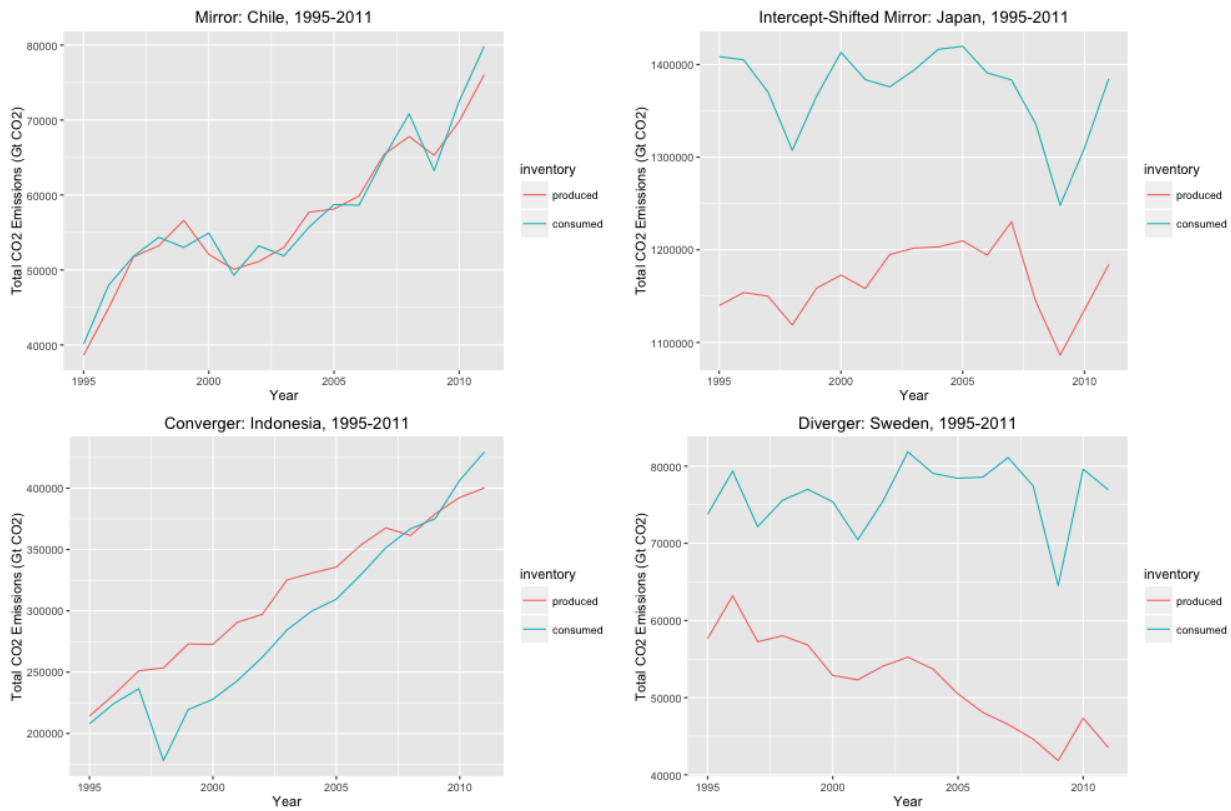 Mirror: Chile, 1995-2011
Total CO2 Emissions (Gt CO2)
80000
70000
60000
50000
40000
1995
2000
2005
2010
Year
inventory
produced
consumed
Intercept-Shifted Mirror: Japan, 1995-2011
Total CO2 Emissions (Gt CO2)
1400000
1300000
1200000
1100000
1995
2000
2005
2010
Year
inventory
produced
consumed
Converger: Indonesia, 1995-2011
Total CO2 Emissions (Gt CO2)
400000
350000
300000
250000
200000
1995
2000
2005
2010
Year
inventory
produced
consumed
Diverger: Sweden, 1995-2011
Total CO2 Emissions (Gt CO2)
80000
70000
60000
50000
40000
1995
2000
2005
2010
Year
inventory
produced
consumed